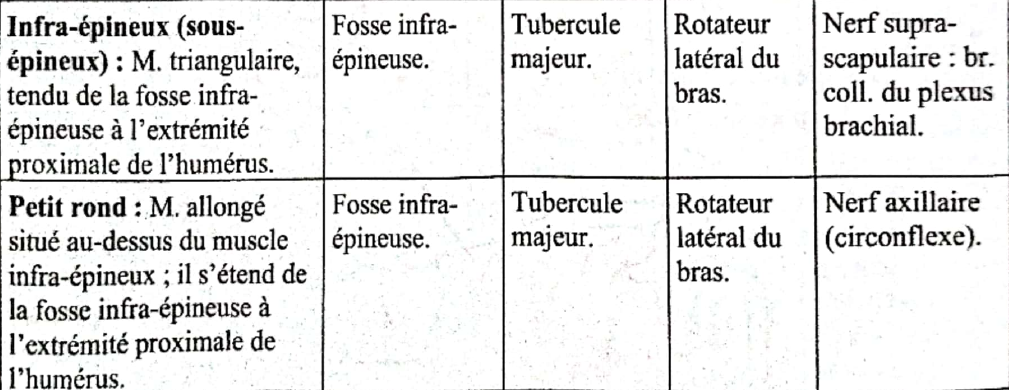 Infra-épineux (sous-
épineux) : M. triangulaire,
tendu de la fosse infra-
épineuse à l'extrémité
proximale de l'humérus.
Fosse infra-
épineuse.
Tubercule
majeur.
Rotateur
latéral du
bras.
Nerf supra-
scapulaire : br.
coll. du plexus
brachial.
Petit rond : M. allongé
situé au-dessus du muscle
infra-épineux ; il s'étend de
la fosse infra-épineuse à
l'extrémité proximale de
l'humérus.
Fosse infra-
épineuse.
Tubercule
majeur.
Rotateur
latéral du
bras.
Nerf axillaire
(circonflexe).